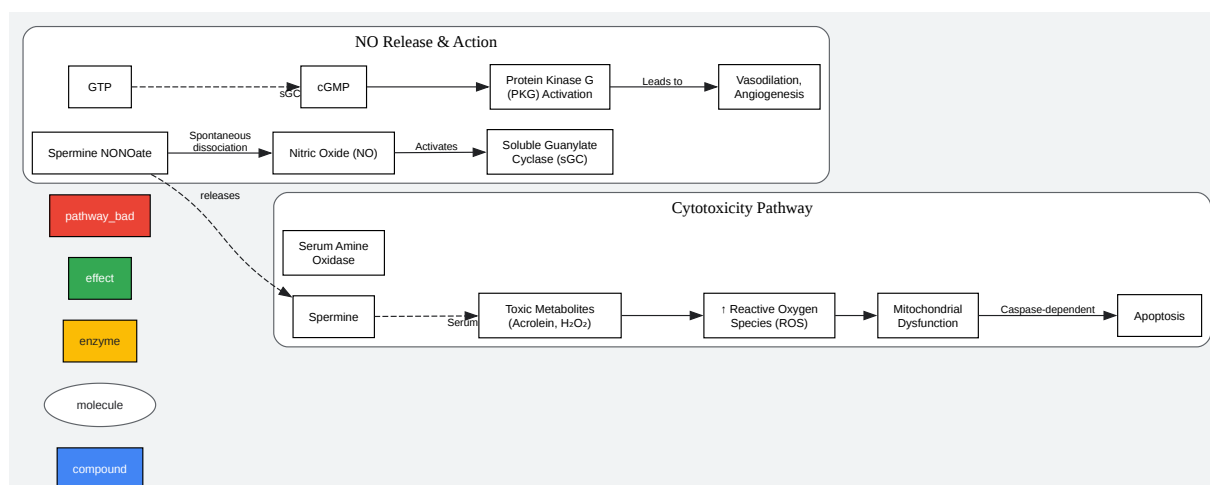 NO Release & Action
GTP
sGC
cGMP
Protein Kinase G
(PKG) Activation
Leads to
Vasodilation,
Angiogenesis
Spermine NONOate
Spontaneous
dissociation
Nitric Oxide (NO)
Activates
Soluble Guanylate
Cyclase (sGC)
releases
pathway_bad
effect
enzyme
molecule
compound
Cytotoxicity Pathway
Serum Amine
Oxidase
Spermine
Serum
Toxic Metabolites
(Acrolein, H₂O₂)
↑ Reactive Oxygen
Species (ROS)
Mitochondrial
Dysfunction
Caspase-dependent
Apoptosis